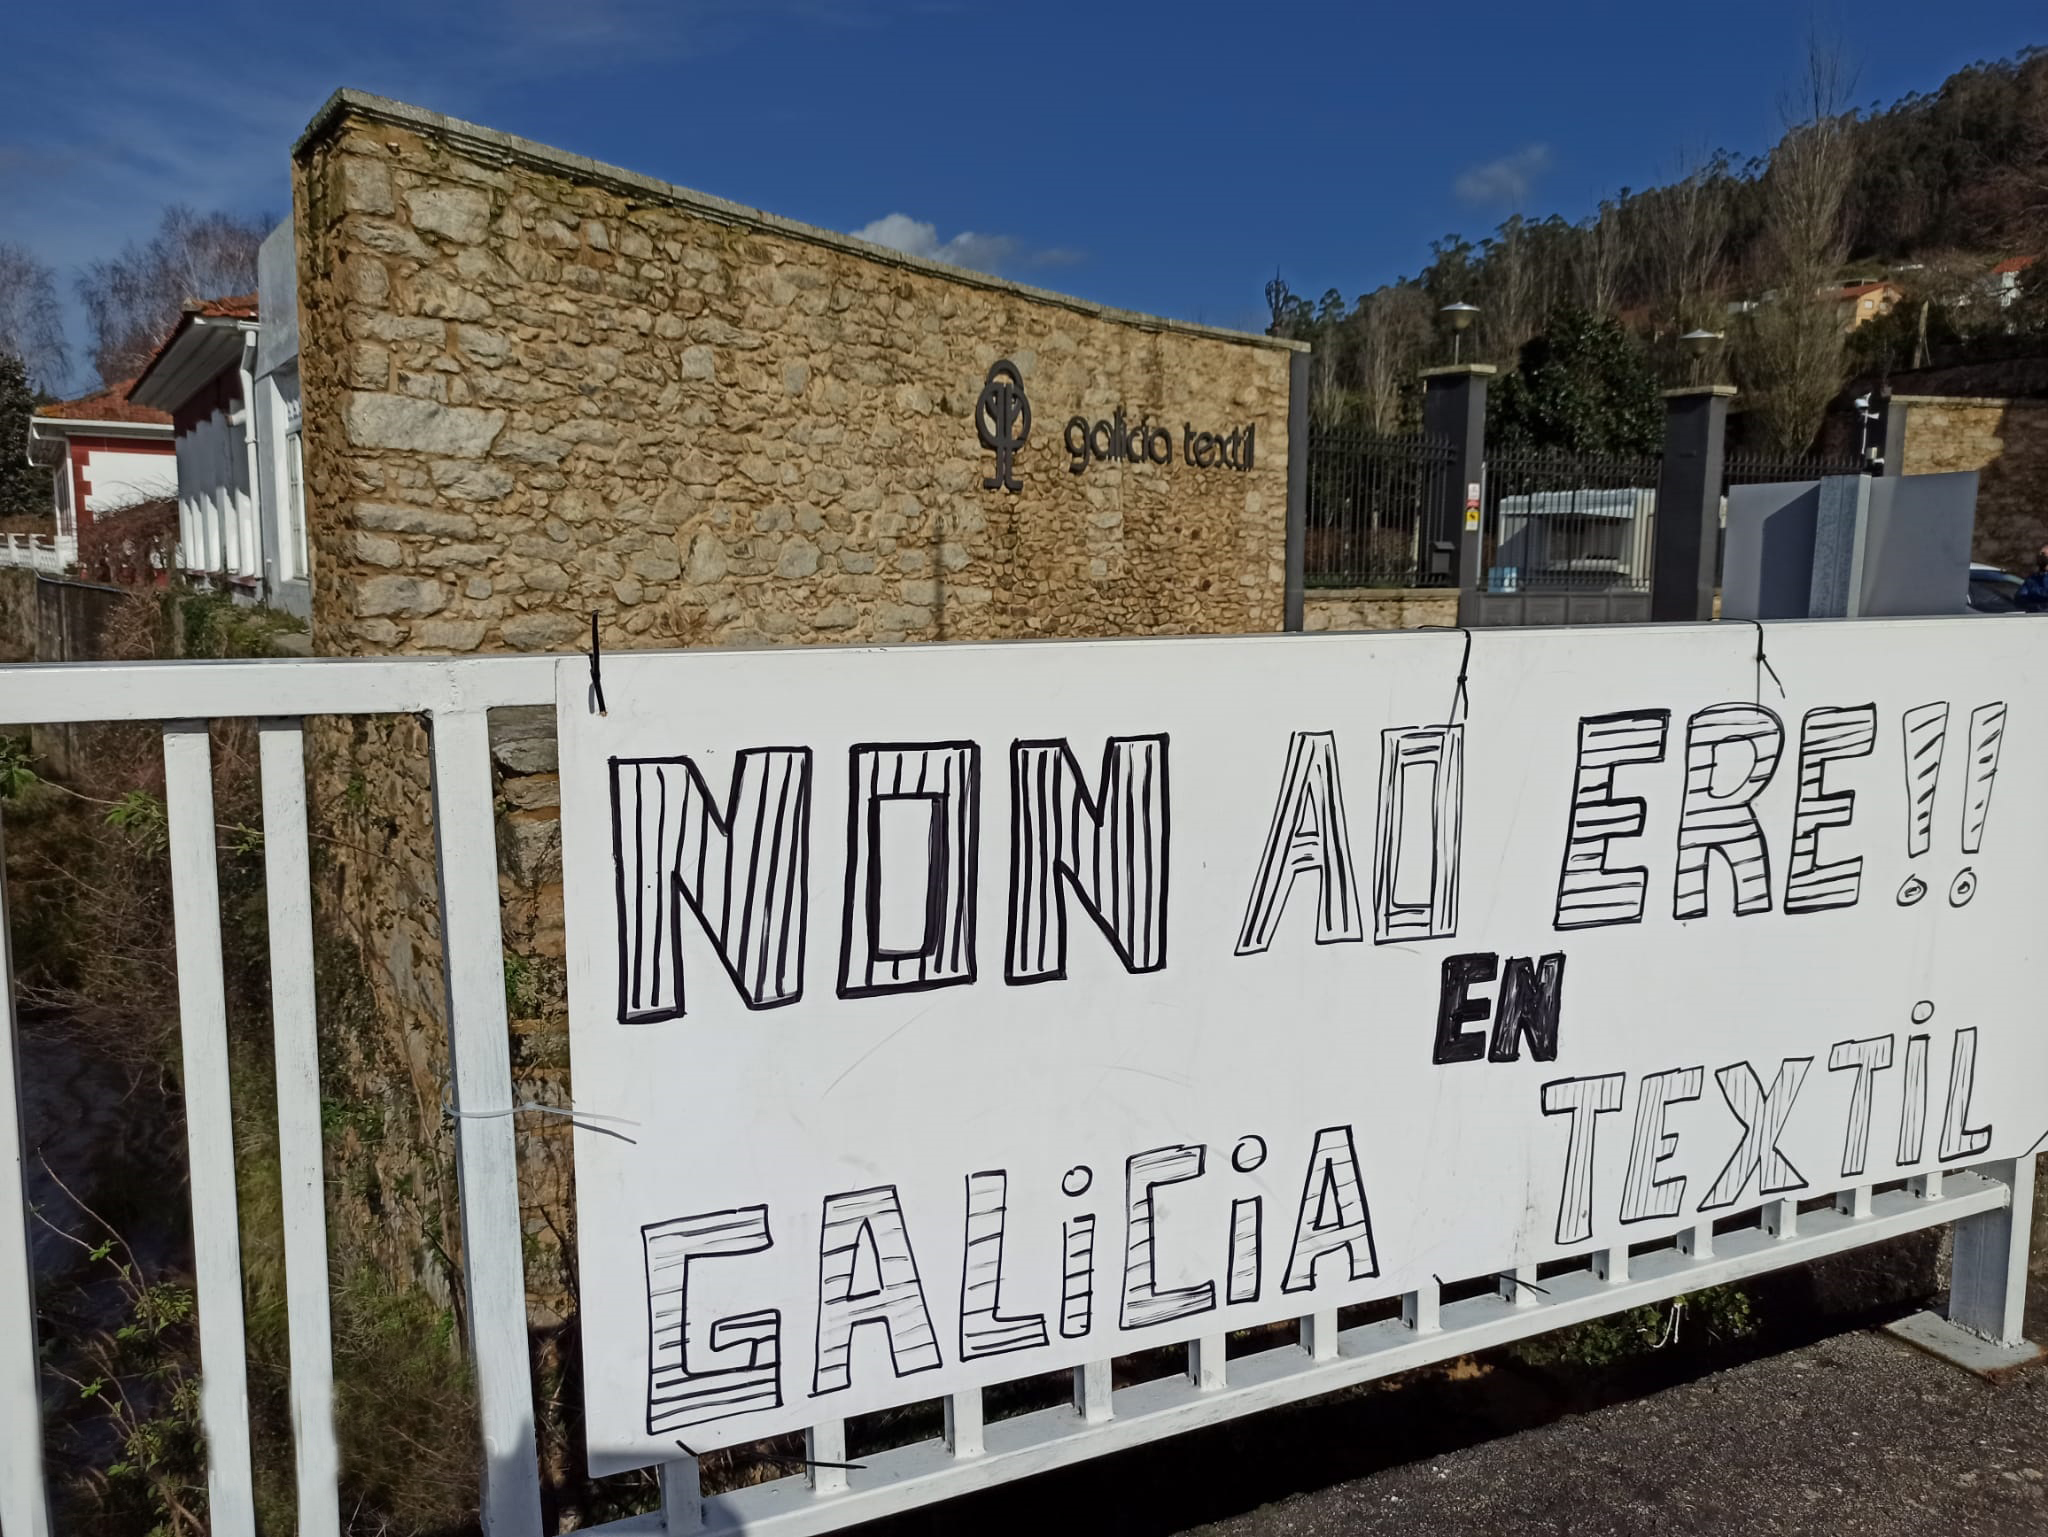 galicia textil
NON AO ERE!!
EN
GALiCiA TEXTiL